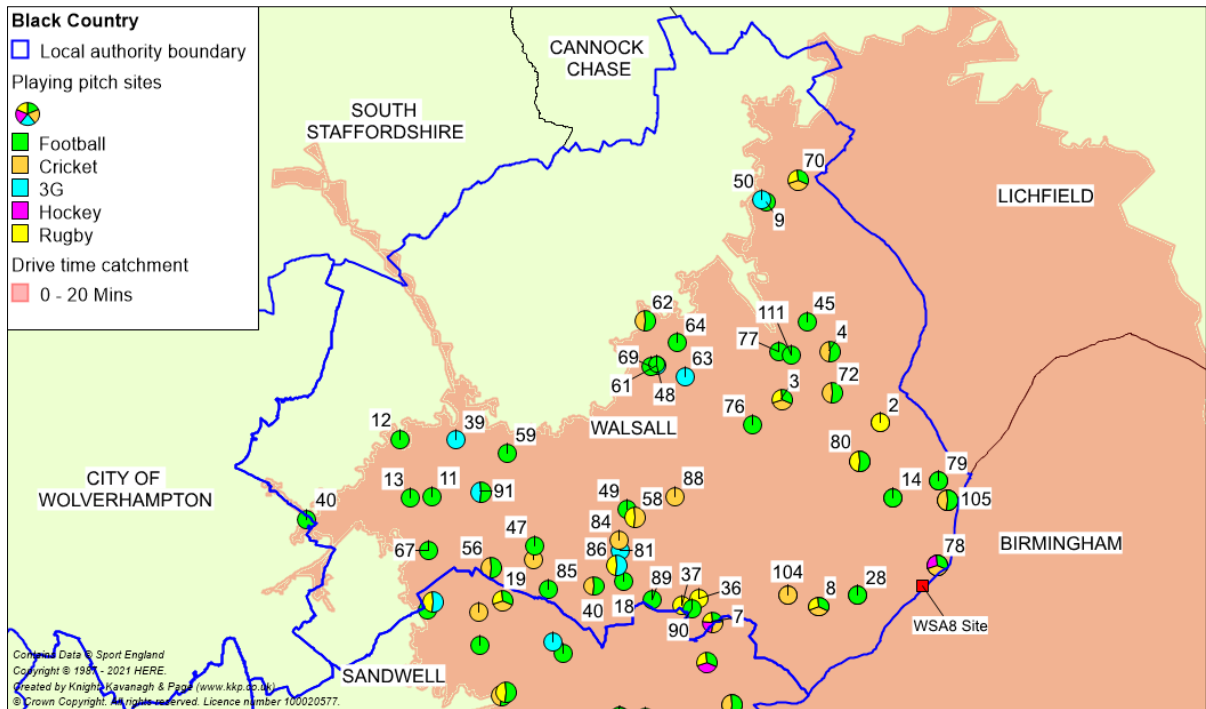 Black Country
Local authority boundary
Playing pitch sites
Football
Cricket
3G
Hockey
Rugby
Drive time catchment
0 - 20 Mins
CANNOCK
CHASE
SOUTH
STAFFORDSHIRE
LICHFIELD
70
50
9
62
64
111
45
77
4
69
63
61
48
3
72
76
WALSALL
2
12
39
59
80
CITY OF
WOLVERHAMPTON
40
13
11
91
49
58
88
14
79
105
84
47
67
56
86
81
78
BIRMINGHAM
19
85
40
18
89
37
36
90
7
104
8
28
WSA8 Site
SANDWELL
Contains Data © Sport England
Copyright © 1987 - 2021 HERE.
Created by Knight Kavanagh & Page (www.kkp.co.uk)
© Crown Copyright. All rights reserved. Licence number 100020577.